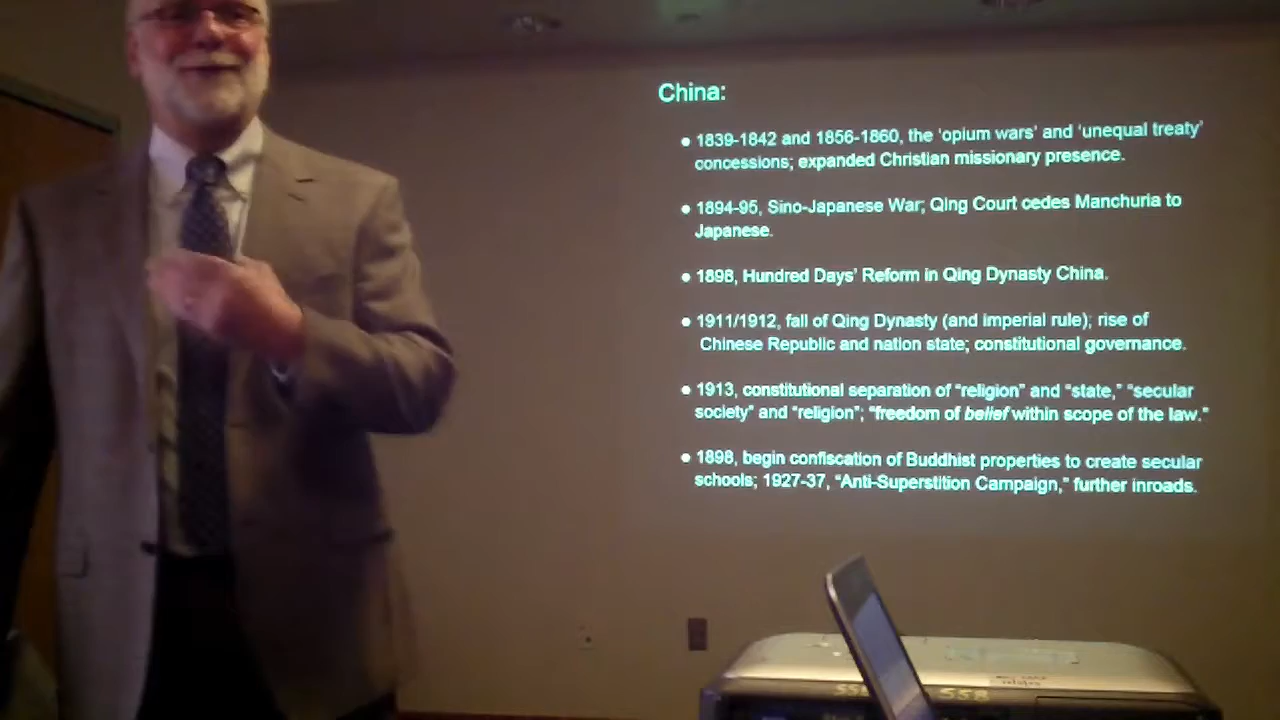 China:
● 1839-1842 and 1856-1860, the ‘opium wars’ and ‘unequal treaty’
concessions; expanded Christian missionary presence.
● 1894-95, Sino-Japanese War; Qing Court cedes Manchuria to
Japanese.
● 1898, Hundred Days’ Reform in Qing Dynasty China.
● 1911/1912, fall of Qing Dynasty (and imperial rule); rise of
Chinese Republic and nation state; constitutional governance.
● 1913, constitutional separation of “religion” and “state,” “secular
society” and “religion”; “freedom of belief within scope of the law.”
● 1898, begin confiscation of Buddhist properties to create secular
schools; 1927-37, “Anti-Superstition Campaign,” further inroads.
558